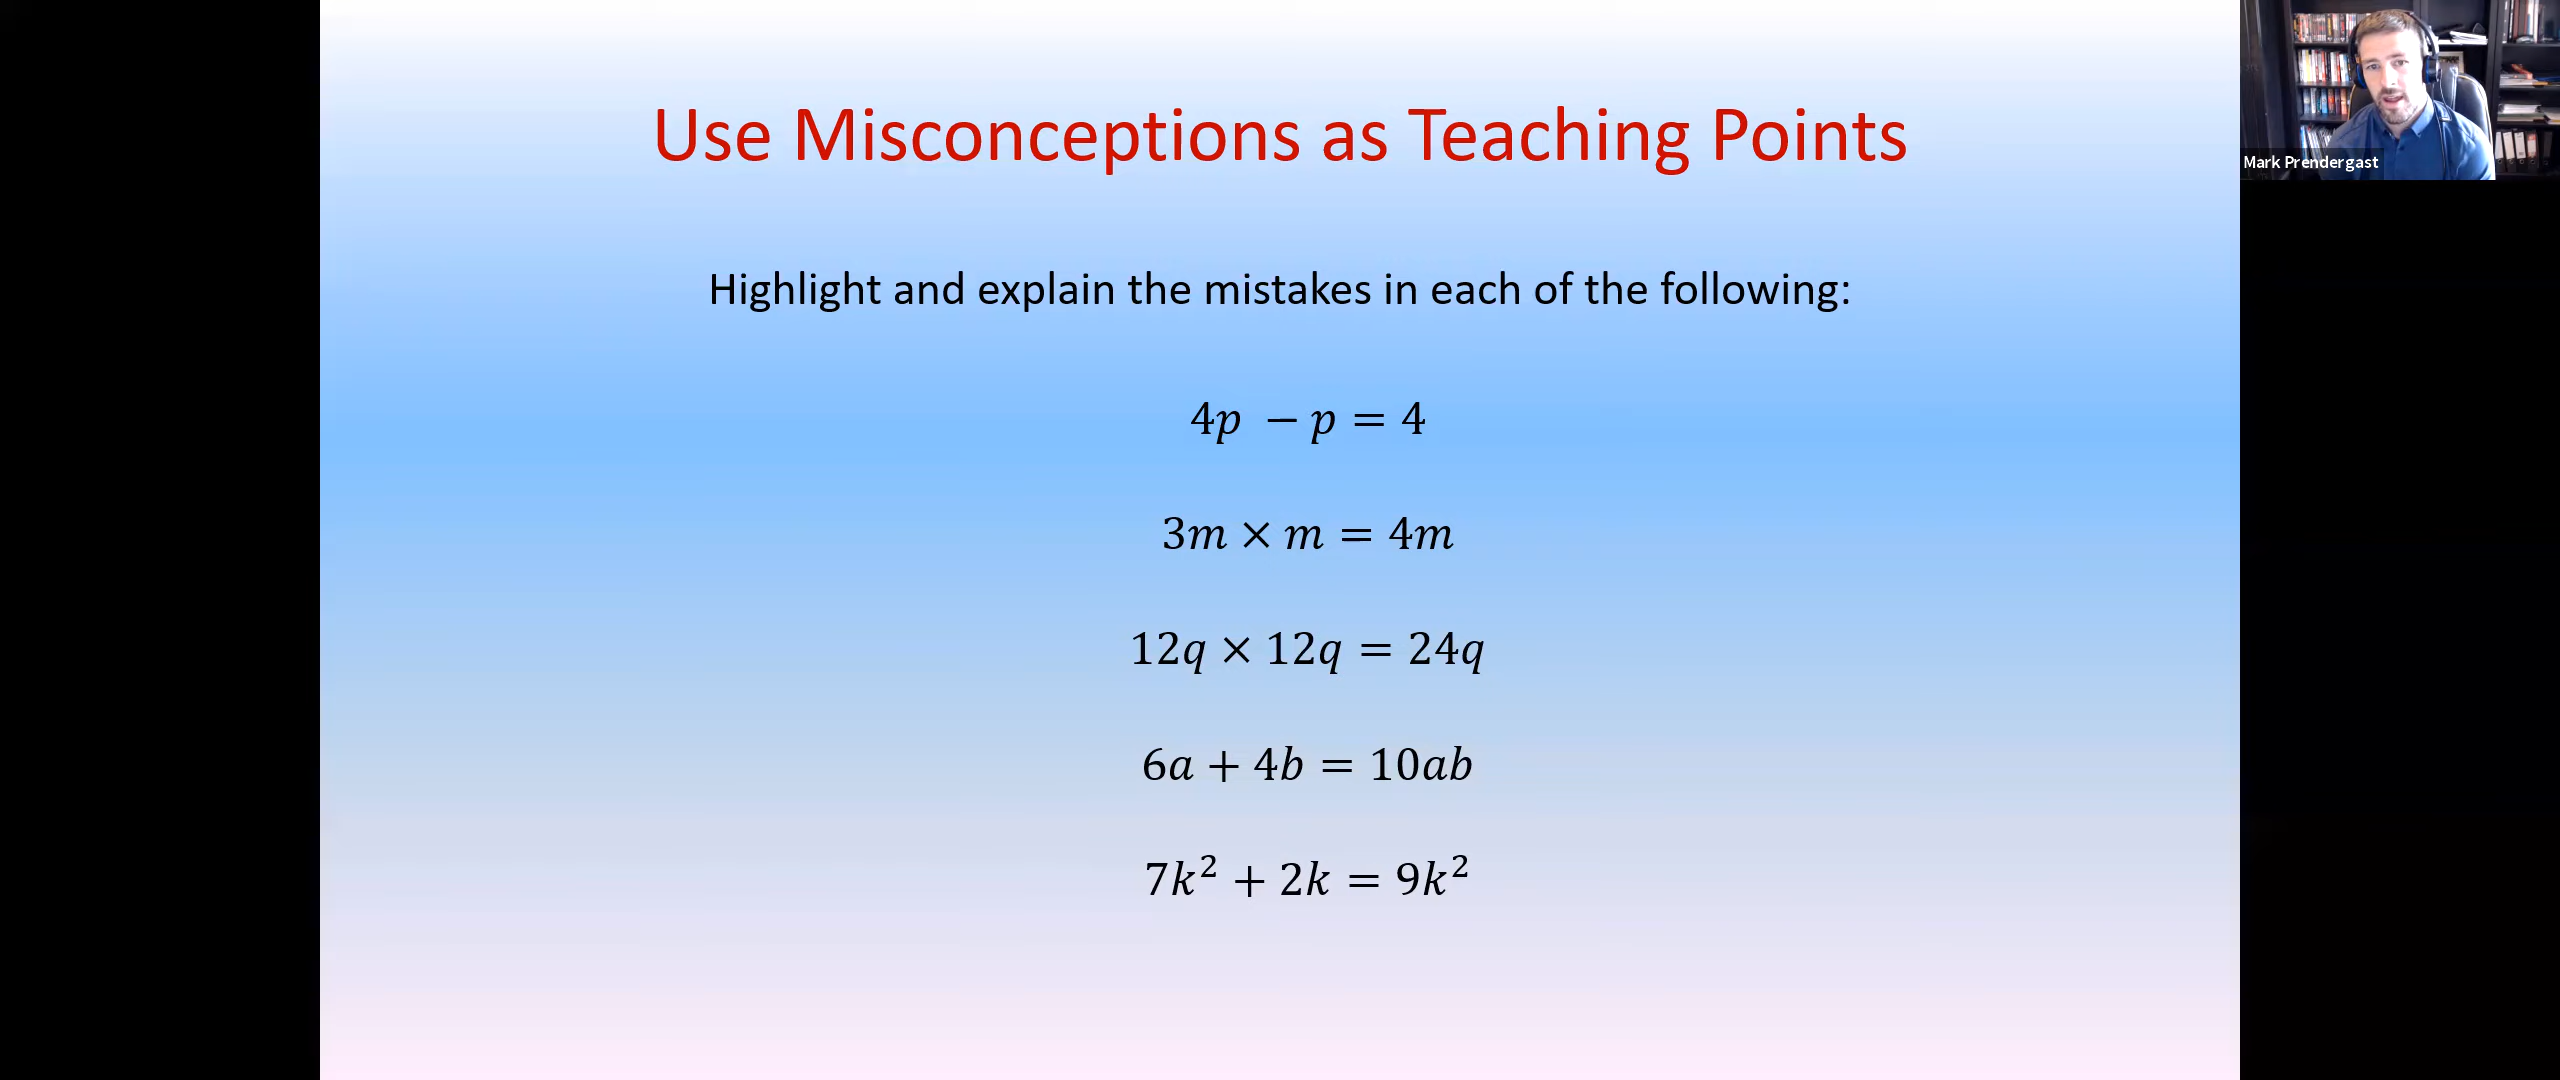 Use Misconceptions as Teaching Points
Mark Prendergast
Highlight and explain the mistakes in each of the following:
4p − p = 4
3m × m = 4m
12q × 12q = 24q
6a + 4b = 10ab
7k² + 2k = 9k²